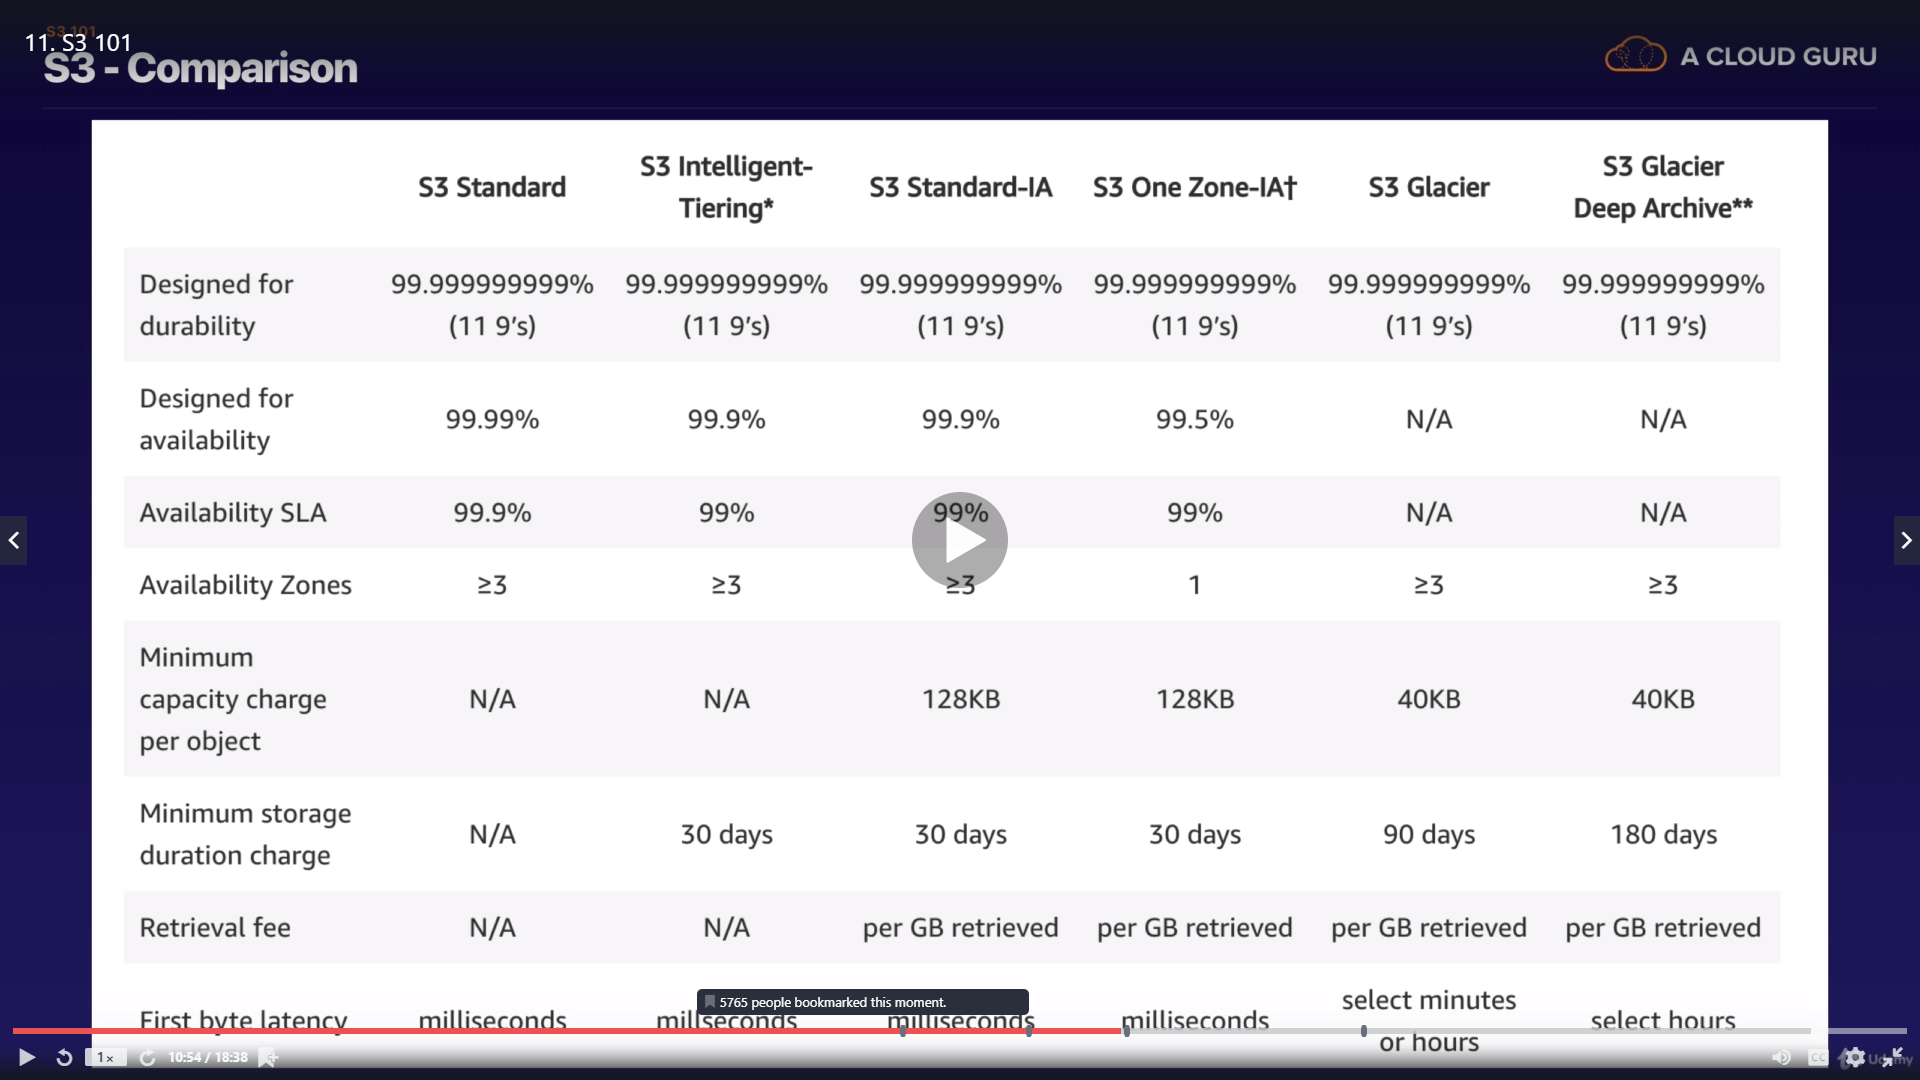 S3 101
11. S3 101
S3 - Comparison
A CLOUD GURU
S3 Standard
S3 Intelligent-
Tiering*
S3 Standard-IA
S3 One Zone-IA†
S3 Glacier
S3 Glacier
Deep Archive**
Designed for
durability
99.999999999%
(11 9’s)
99.999999999%
(11 9’s)
99.999999999%
(11 9’s)
99.999999999%
(11 9’s)
99.999999999%
(11 9’s)
99.999999999%
(11 9’s)
Designed for
availability
99.99%
99.9%
99.9%
99.5%
N/A
N/A
Availability SLA
99.9%
99%
99%
99%
N/A
N/A
Availability Zones
≥3
≥3
≥3
1
≥3
≥3
Minimum
capacity charge
per object
N/A
N/A
128KB
128KB
40KB
40KB
Minimum storage
duration charge
N/A
30 days
30 days
30 days
90 days
180 days
Retrieval fee
N/A
N/A
per GB retrieved
per GB retrieved
per GB retrieved
per GB retrieved
5765 people bookmarked this moment.
First byte latency
milliseconds
millseconds
milliseconds
milliseconds
select minutes
or hours
select hours
1x
10:54 / 18:38
CC
Udemy